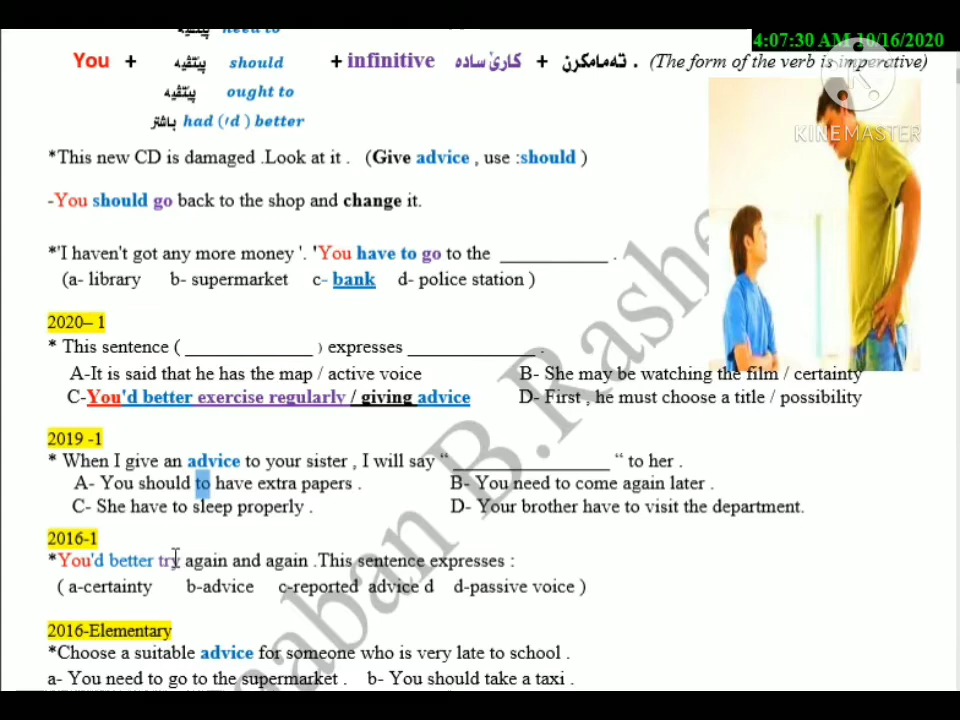 پێتڤیە need to
4:07:30 AM 10/16/2020
You + پێتڤیە should + infinitive کارێ سادە + تەمامکرن . (The form of the verb is imperative)
پێتڤیە ought to
باشتر had ('d ) better
KINEMASTER
*This new CD is damaged .Look at it . (Give advice , use :should )
-You should go back to the shop and change it.
*'I haven't got any more money '. 'You have to go to the ___________ .
(a- library b- supermarket c- bank d- police station )
2020– 1
* This sentence ( _____________ ) expresses _____________ .
A-It is said that he has the map / active voice B- She may be watching the film / certainty
C-You'd better exercise regularly / giving advice D- First , he must choose a title / possibility
2019 -1
* When I give an advice to your sister , I will say “ ________________ “ to her .
A- You should to have extra papers . B- You need to come again later .
C- She have to sleep properly . D- Your brother have to visit the department.
2016-1
*You'd better try again and again .This sentence expresses :
( a-certainty b-advice c-reported advice d d-passive voice )
2016-Elementary
*Choose a suitable advice for someone who is very late to school .
a- You need to go to the supermarket . b- You should take a taxi .
aban B.Rashe